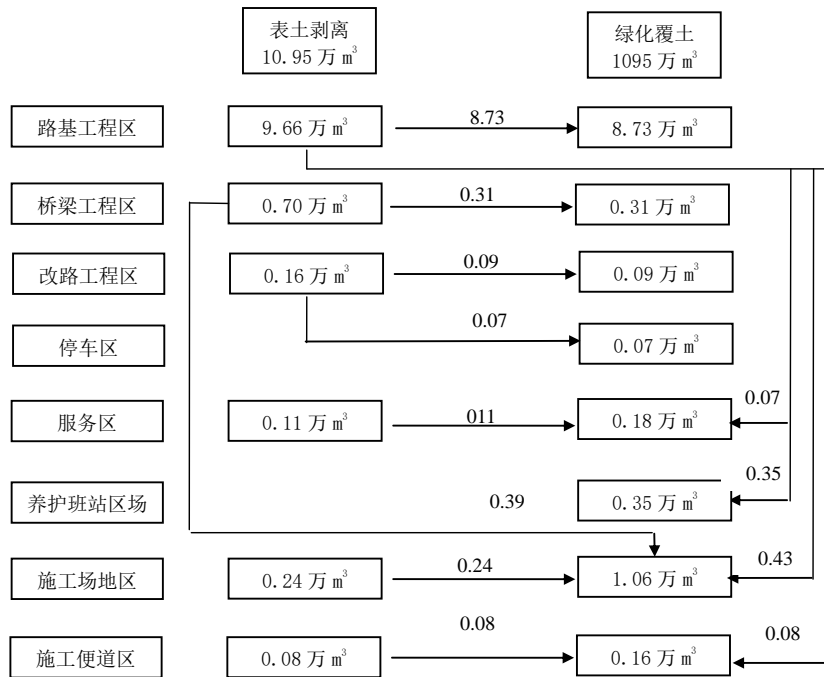 表土剥离
10.95 万 m³
绿化覆土
1095 万 m³
路基工程区
9.66 万 m³
8.73
8.73 万 m³
桥梁工程区
0.70 万 m³
0.31
0.31 万 m³
改路工程区
0.16 万 m³
0.09
0.09 万 m³
停车区
0.07
0.07 万 m³
服务区
0.11 万 m³
011
0.18 万 m³
0.07
养护班站区场
0.39
0.35 万 m³
0.35
施工场地区
0.24 万 m³
0.24
1.06 万 m³
0.43
施工便道区
0.08 万 m³
0.08
0.16 万 m³
0.08